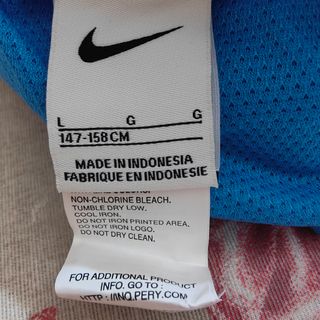 L G G
147-158CM
MADE IN INDONESIA
FABRIQUE EN INDONESIE
NON-CHLORINE BLEACH.
TUMBLE DRY LOW.
COOL IRON.
DO NOT IRON PRINTED AREA.
DO NOT IRON LOGO.
DO NOT DRY CLEAN.
FOR ADDITIONAL PRODUCT
INFO. GO TO: